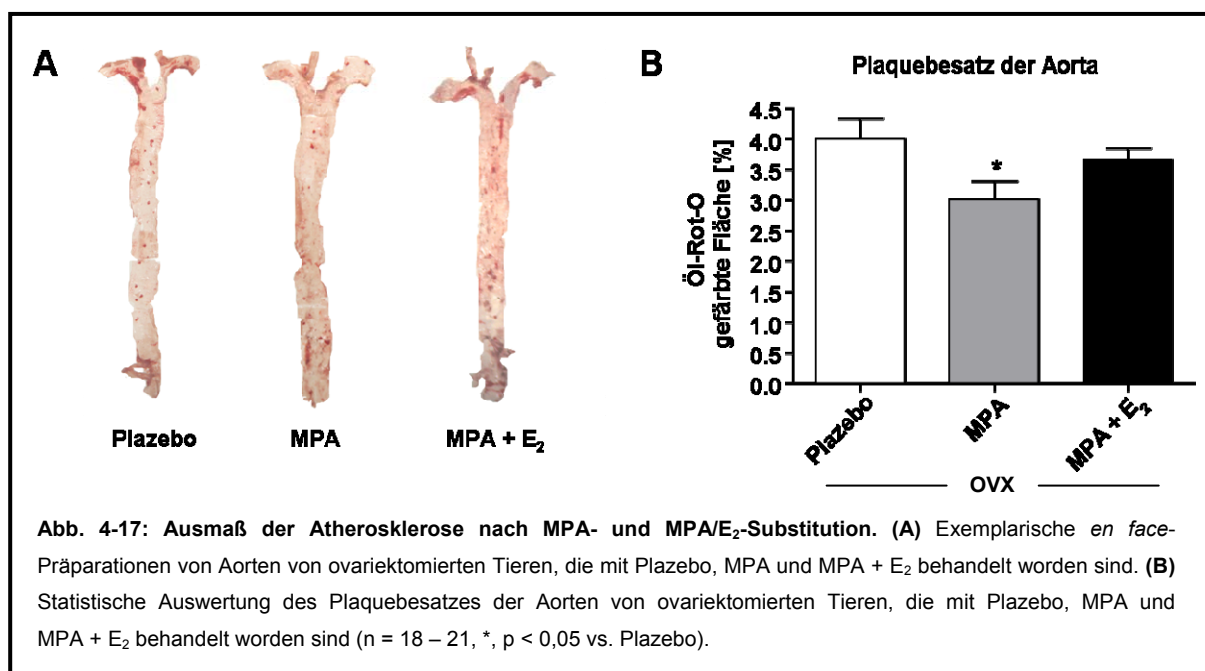 A
Plazebo
MPA
MPA + E₂
B
Plaquebesatz der Aorta
Öl-Rot-O
gefärbte Fläche [%]
4.5
4.0
3.5
3.0
2.5
2.0
1.5
1.0
0.5
0.0
*
Plazebo
MPA
MPA + E₂
OVX
Abb. 4-17: Ausmaß der Atherosklerose nach MPA- und MPA/E₂-Substitution. (A) Exemplarische en face-
Präparationen von Aorten von ovariektomierten Tieren, die mit Plazebo, MPA und MPA + E₂ behandelt worden sind. (B)
Statistische Auswertung des Plaquebesatzes der Aorten von ovariektomierten Tieren, die mit Plazebo, MPA und
MPA + E₂ behandelt worden sind (n = 18 – 21, *, p < 0,05 vs. Plazebo).